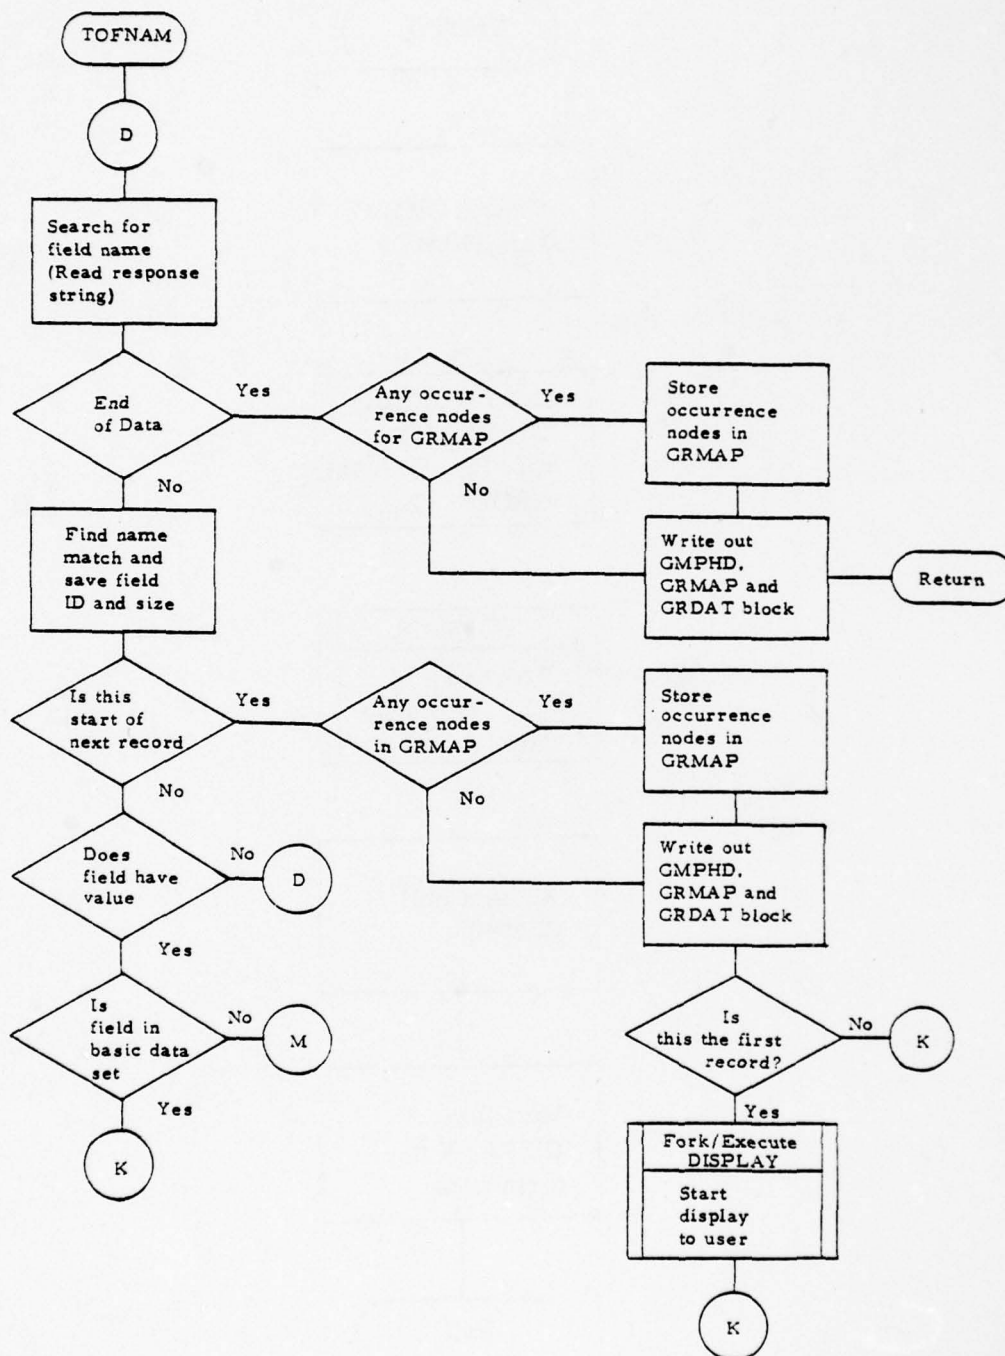 TOFNAM
D
Search for
field name
(Read response
string)
End
of Data
Yes
Any occur-
rence nodes
for GRMAP
Yes
Store
occurrence
nodes in
GRMAP
No
No
Find name
match and
save field
ID and size
Write out
GMPHD,
GRMAP and
GRDAT block
Return
Is this
start of
next record
Yes
Any occur-
rence nodes
in GRMAP
Yes
Store
occurrence
nodes in
GRMAP
No
No
Does
field have
value
No
D
Write out
GMPHD,
GRMAP and
GRDAT block
Yes
Is
field in
basic data
set
No
M
Is
this the first
record?
No
K
Yes
K
Yes
Fork/Execute
DISPLAY
Start
display
to user
K